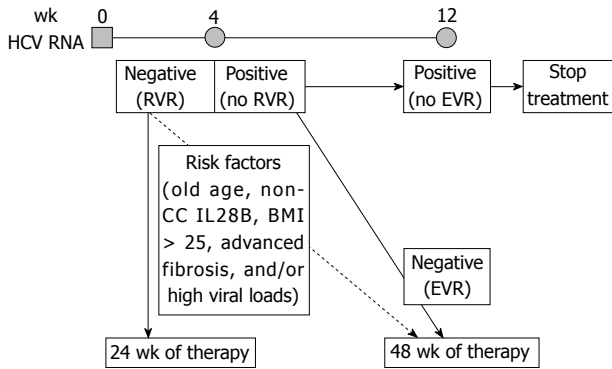 wk 0 4 12
HCV RNA
Negative
(RVR)
Positive
(no RVR)
Positive
(no EVR)
Stop
treatment
Risk factors
(old age, non-
CC IL28B, BMI
> 25, advanced
fibrosis, and/or
high viral loads)
Negative
(EVR)
24 wk of therapy
48 wk of therapy